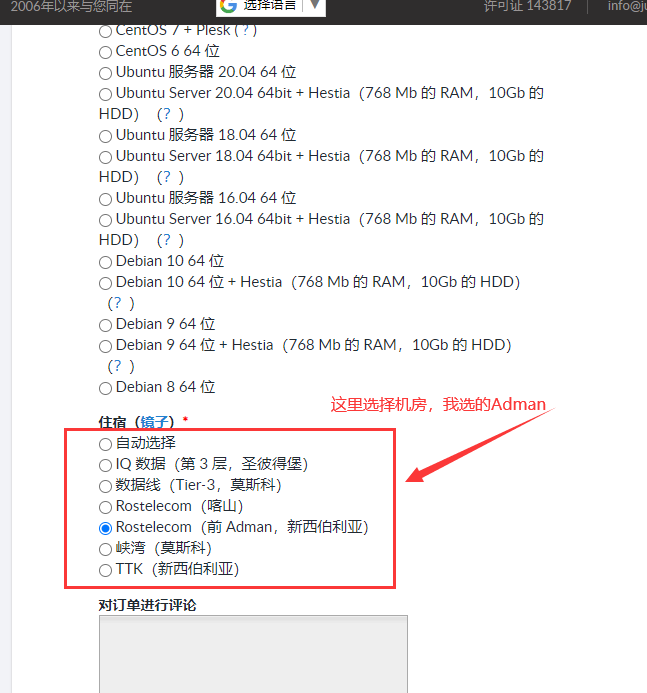 2006年以来与您同在
选择语言 ▼
许可证 143817 | info@ju
CentOS 7 + Plesk (？)
CentOS 6 64 位
Ubuntu 服务器 20.04 64 位
Ubuntu Server 20.04 64bit + Hestia（768 Mb 的 RAM，10Gb 的
HDD）（？）
Ubuntu 服务器 18.04 64 位
Ubuntu Server 18.04 64bit + Hestia（768 Mb 的 RAM，10Gb 的
HDD）（？）
Ubuntu 服务器 16.04 64 位
Ubuntu Server 16.04 64bit + Hestia（768 Mb 的 RAM，10Gb 的
HDD）（？）
Debian 10 64 位
Debian 10 64 位 + Hestia（768 Mb 的 RAM，10Gb 的 HDD）
（？）
Debian 9 64 位
Debian 9 64 位 + Hestia（768 Mb 的 RAM，10Gb 的 HDD）
（？）
Debian 8 64 位
这里选择机房，我选的Adman
住宿（镜子）*
自动选择
IQ 数据（第 3 层，圣彼得堡）
数据线（Tier-3，莫斯科）
Rostelecom（喀山）
Rostelecom（前 Adman，新西伯利亚）
峡湾（莫斯科）
TTK（新西伯利亚）
对订单进行评论